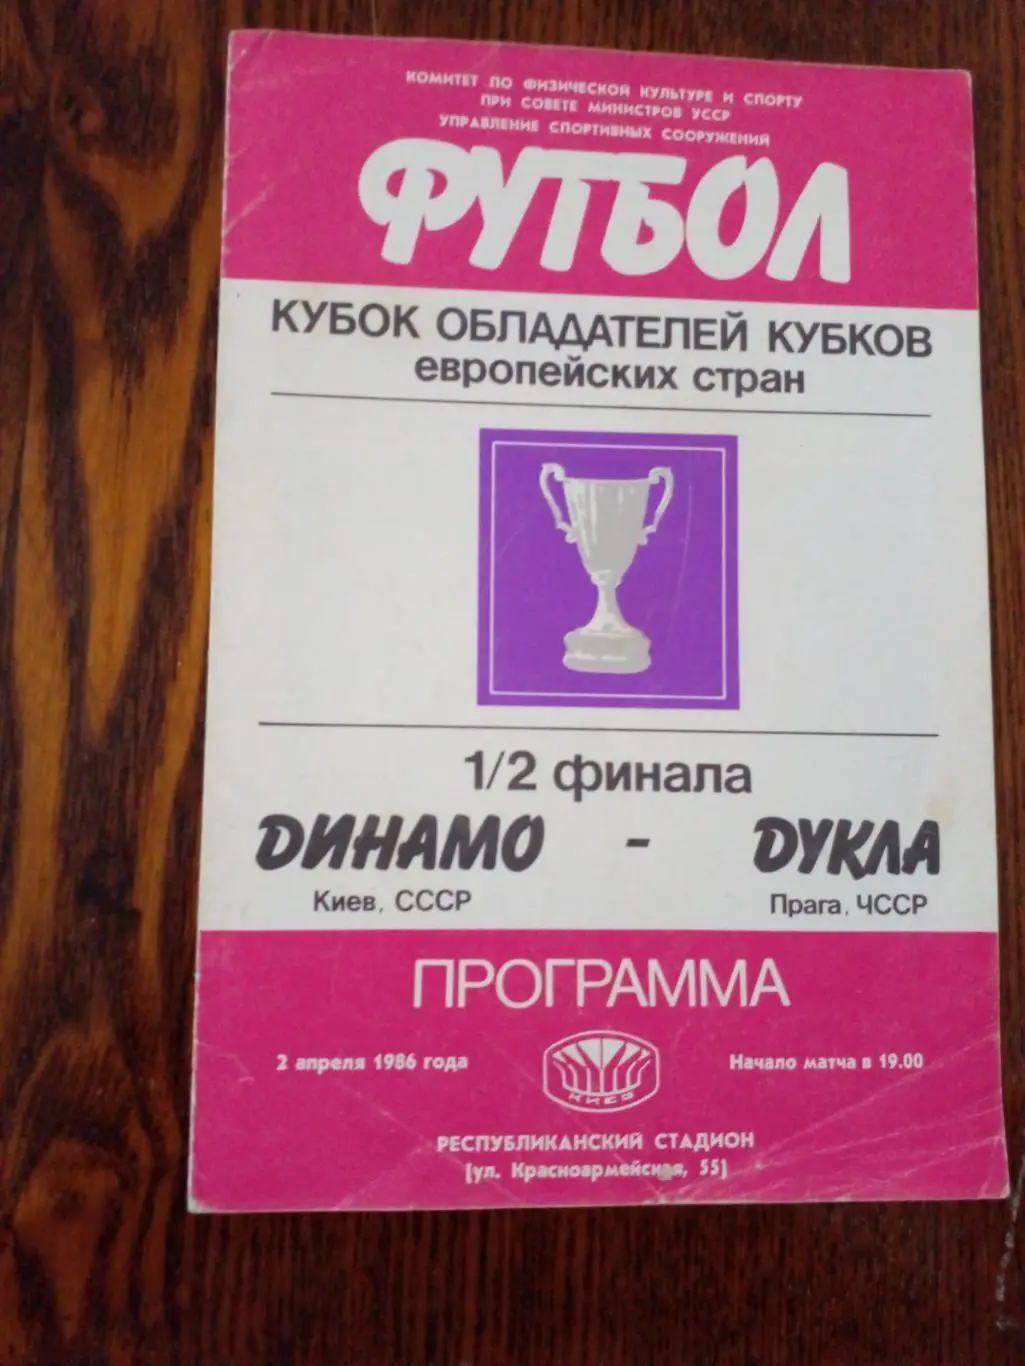 КОМИТЕТ ПО ФИЗИЧЕСКОЙ КУЛЬТУРЕ И СПОРТУ
ПРИ СОВЕТЕ МИНИСТРОВ УССР
УПРАВЛЕНИЕ СПОРТИВНЫХ СООРУЖЕНИЙ
ФУТБОЛ
КУБОК ОБЛАДАТЕЛЕЙ КУБКОВ
европейских стран
1/2 финала
ДИНАМО - ДУКЛА
Киев, СССР Прага, ЧССР
ПРОГРАММА
2 апреля 1986 года Начало матча в 19.00
КИЕВ
РЕСПУБЛИКАНСКИЙ СТАДИОН
(ул. Красноармейская, 55)